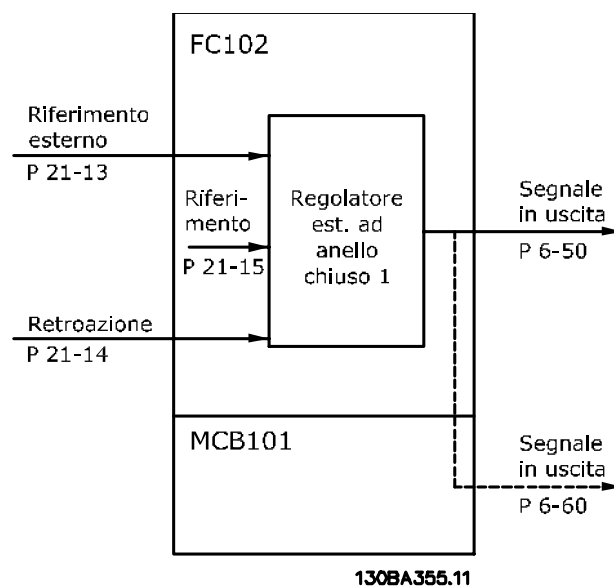 FC102
Riferimento
esterno
P 21-13
Riferi-
mento
P 21-15
Retroazione
P 21-14
Regolatore
est. ad
anello
chiuso 1
Segnale
in uscita
P 6-50
MCB101
Segnale
in uscita
P 6-60
130BA355.11